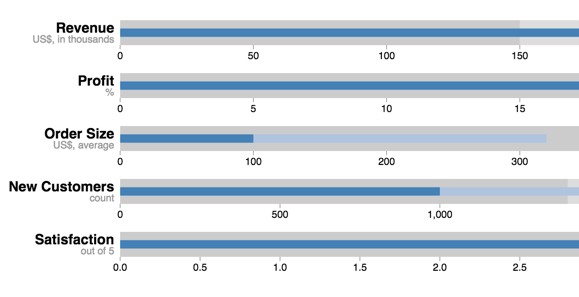 Revenue
US$, in thousands
0 50 100 150
Profit
%
0 5 10 15
Order Size
US$, average
0 100 200 300
New Customers
count
0 500 1,000
Satisfaction
out of 5
0.0 0.5 1.0 1.5 2.0 2.5